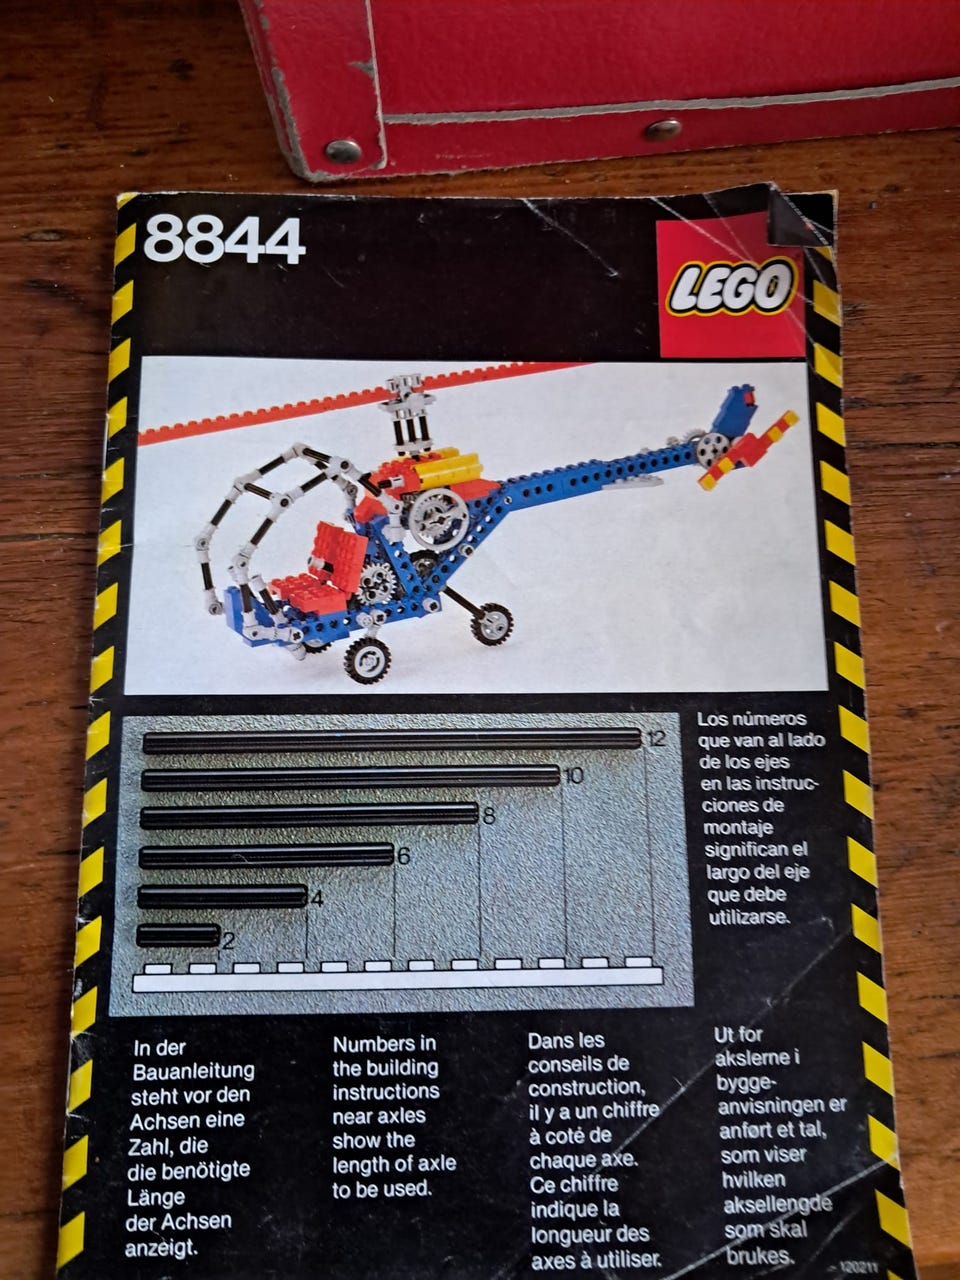 8844
LEGO
12
10
8
6
4
2
Los números
que van al lado
de los ejes
en las instruc-
ciones de
montaje
significan el
largo del eje
que debe
utilizarse.
In der
Bauanleitung
steht vor den
Achsen eine
Zahl, die
die benötigte
Länge
der Achsen
anzeigt.
Numbers in
the building
instructions
near axles
show the
length of axle
to be used.
Dans les
conseils de
construction,
il y a un chiffre
à coté de
chaque axe.
Ce chiffre
indique la
longueur des
axes à utiliser.
Ut for
akslerne i
bygge-
anvisningen er
anført et tal,
som viser
hvilken
aksellengde
som skal
brukes.
120211